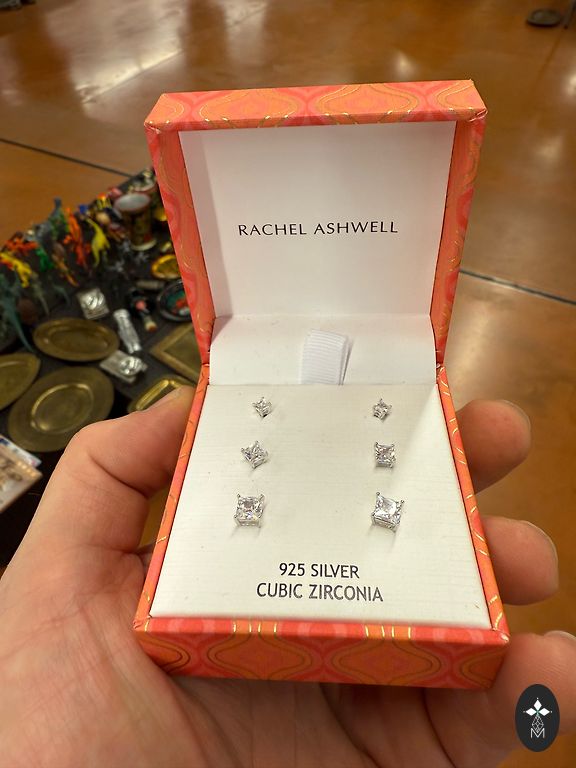 RACHEL ASHWELL
925 SILVER
CUBIC ZIRCONIA
M